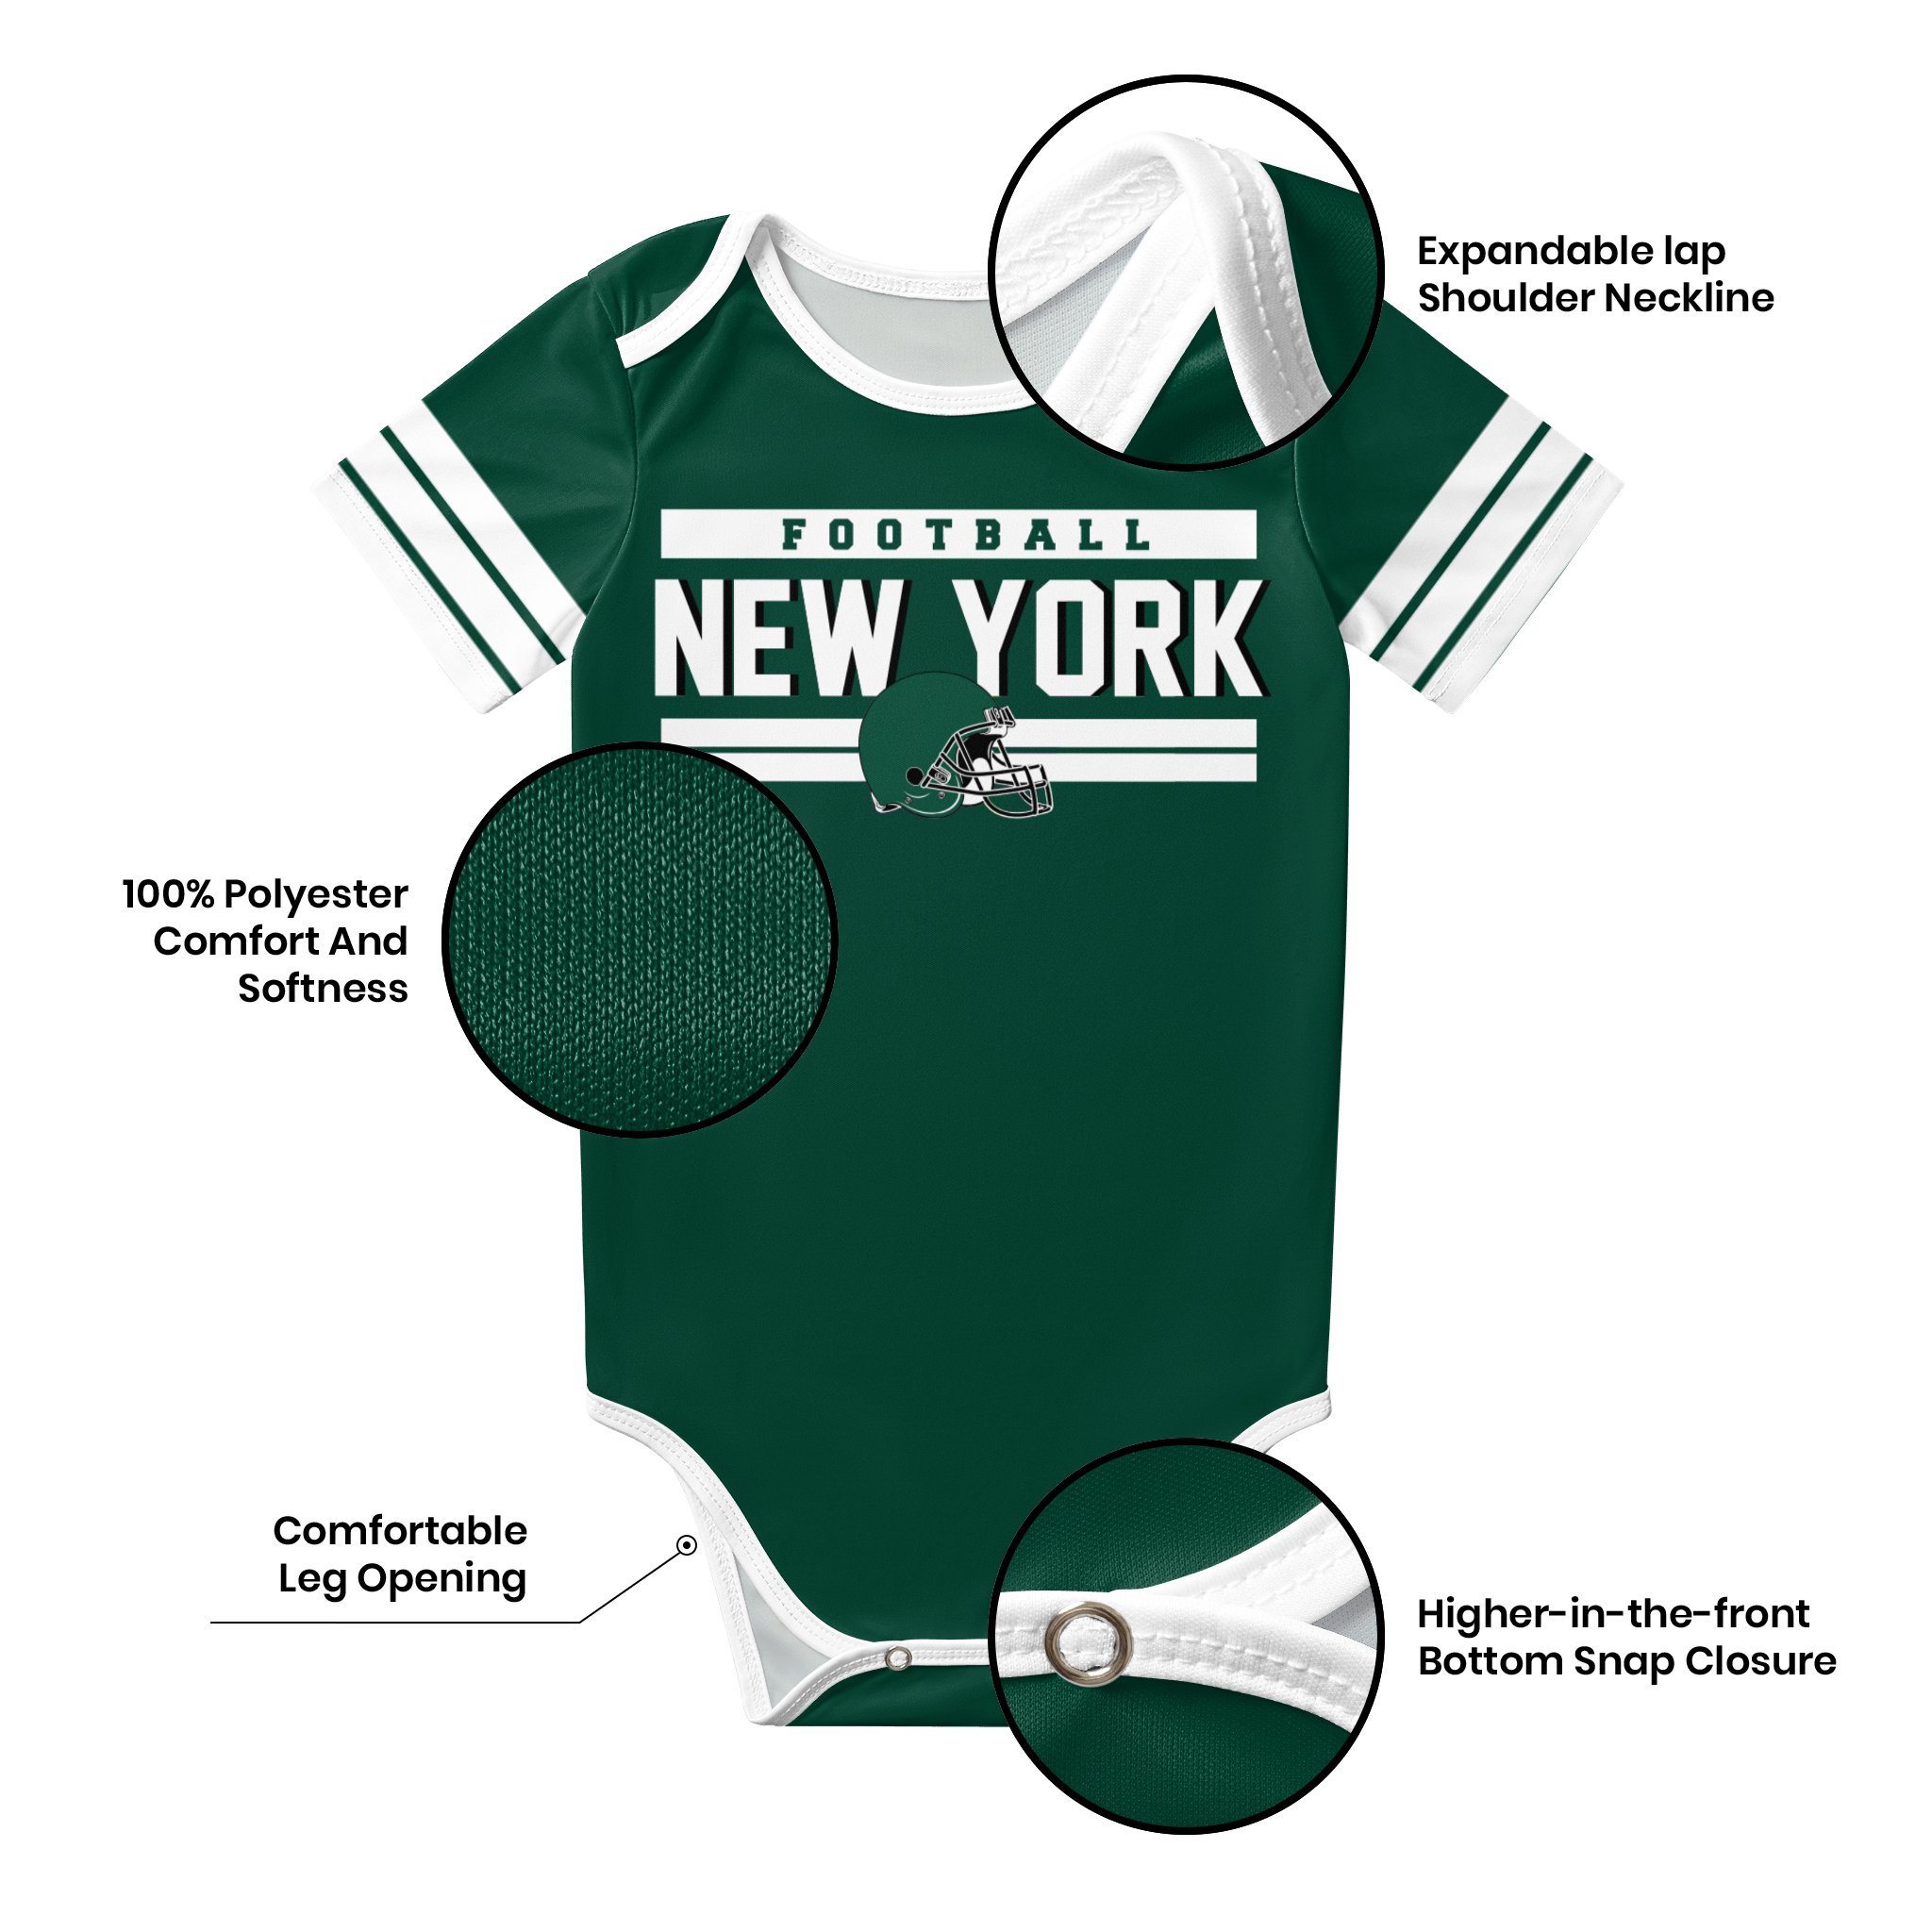 Expandable lap
Shoulder Neckline
FOOTBALL
NEW YORK
100% Polyester
Comfort And
Softness
Comfortable
Leg Opening
Higher-in-the-front
Bottom Snap Closure